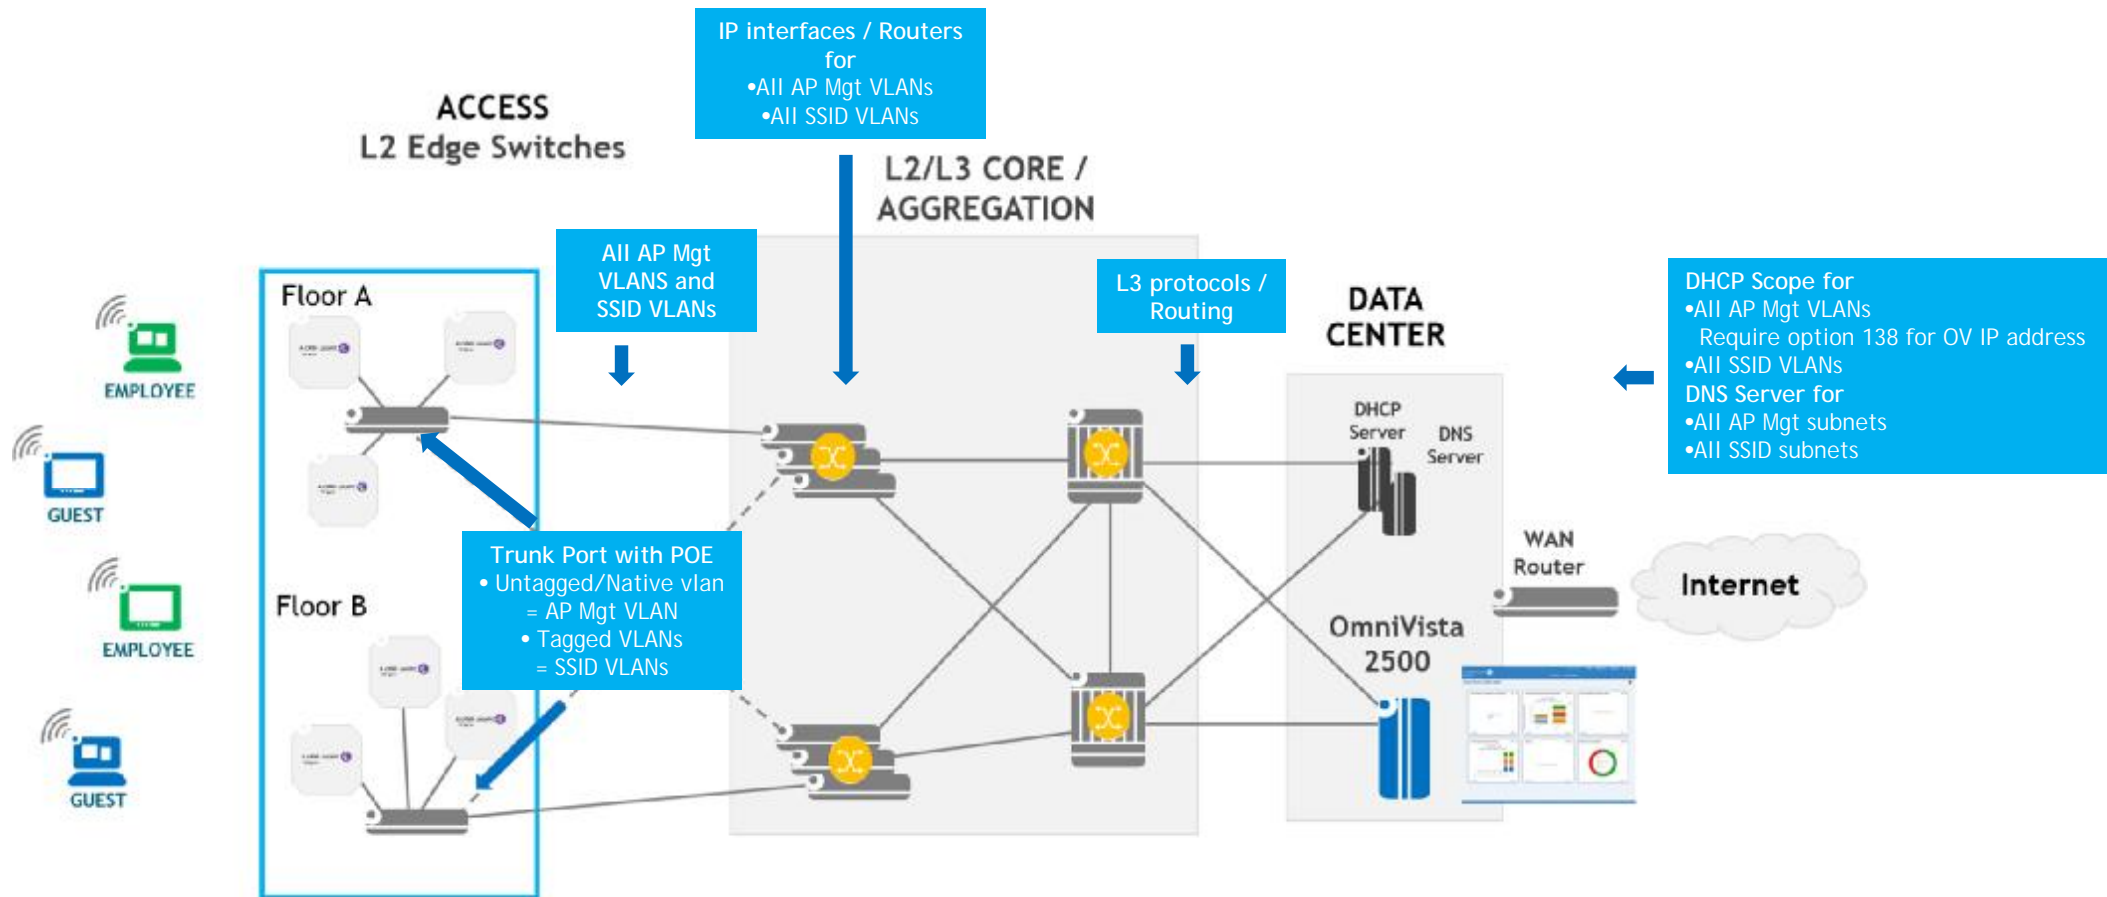 IP interfaces / Routers
for
•All AP Mgt VLANs
•All SSID VLANs
ACCESS
L2 Edge Switches
L2/L3 CORE /
AGGREGATION
All AP Mgt
VLANS and
SSID VLANs
L3 protocols /
Routing
DATA
CENTER
DHCP Scope for
•All AP Mgt VLANs
Require option 138 for OV IP address
•All SSID VLANs
DNS Server for
•All AP Mgt subnets
•All SSID subnets
Floor A
EMPLOYEE
GUEST
DHCP
Server
DNS
Server
Trunk Port with POE
• Untagged/Native vlan
= AP Mgt VLAN
• Tagged VLANs
= SSID VLANs
WAN
Router
Internet
Floor B
EMPLOYEE
GUEST
OmniVista
2500